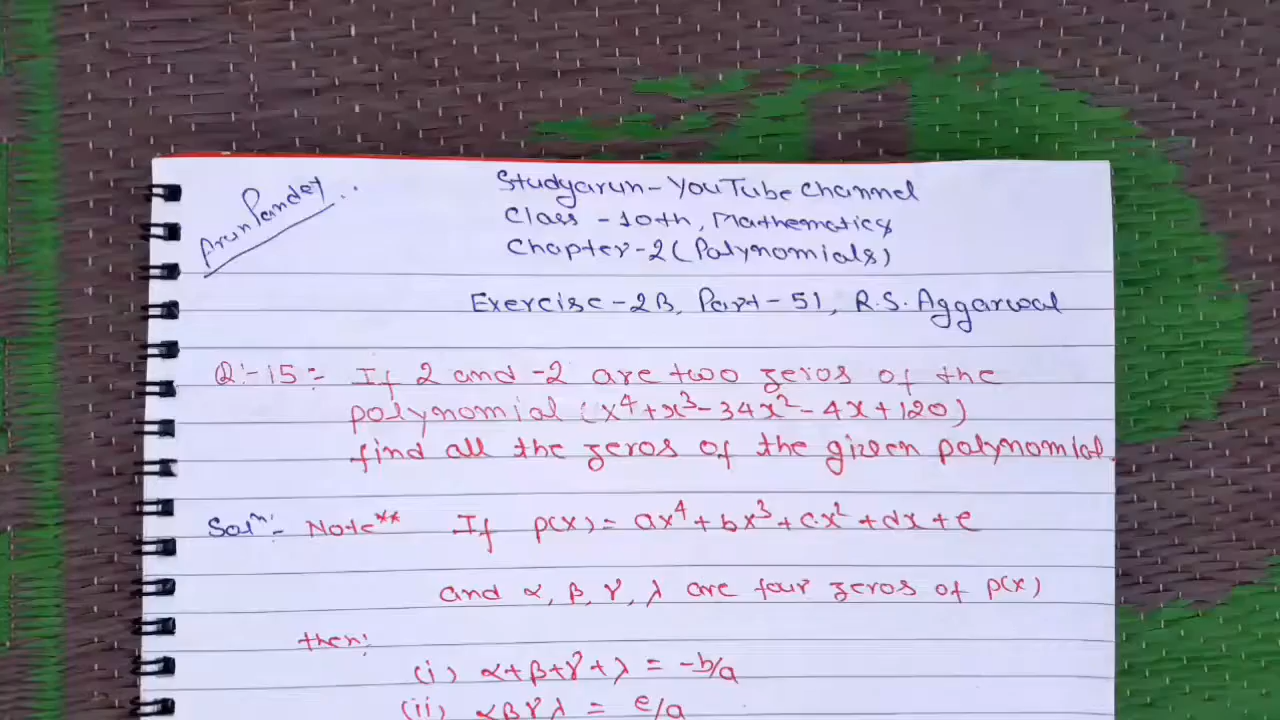 Arun Pandey..
Studyarun-YouTube Channel
Class -10th, Mathematics
Chapter-2 (Polynomials)
Exercise-2B, Part-51, R.S. Aggarwal
Q:-15:- If 2 and -2 are two zeros of the
polynomial (x⁴+x³-34x²-4x+120)
find all the zeros of the given polynomial.
Solⁿ:- Note** If p(x)= ax⁴+bx³+cx²+dx+e
and α, β, γ, λ are four zeros of p(x)
then:
(i) α+β+γ+λ = -b/a
(ii) αβγλ = e/a